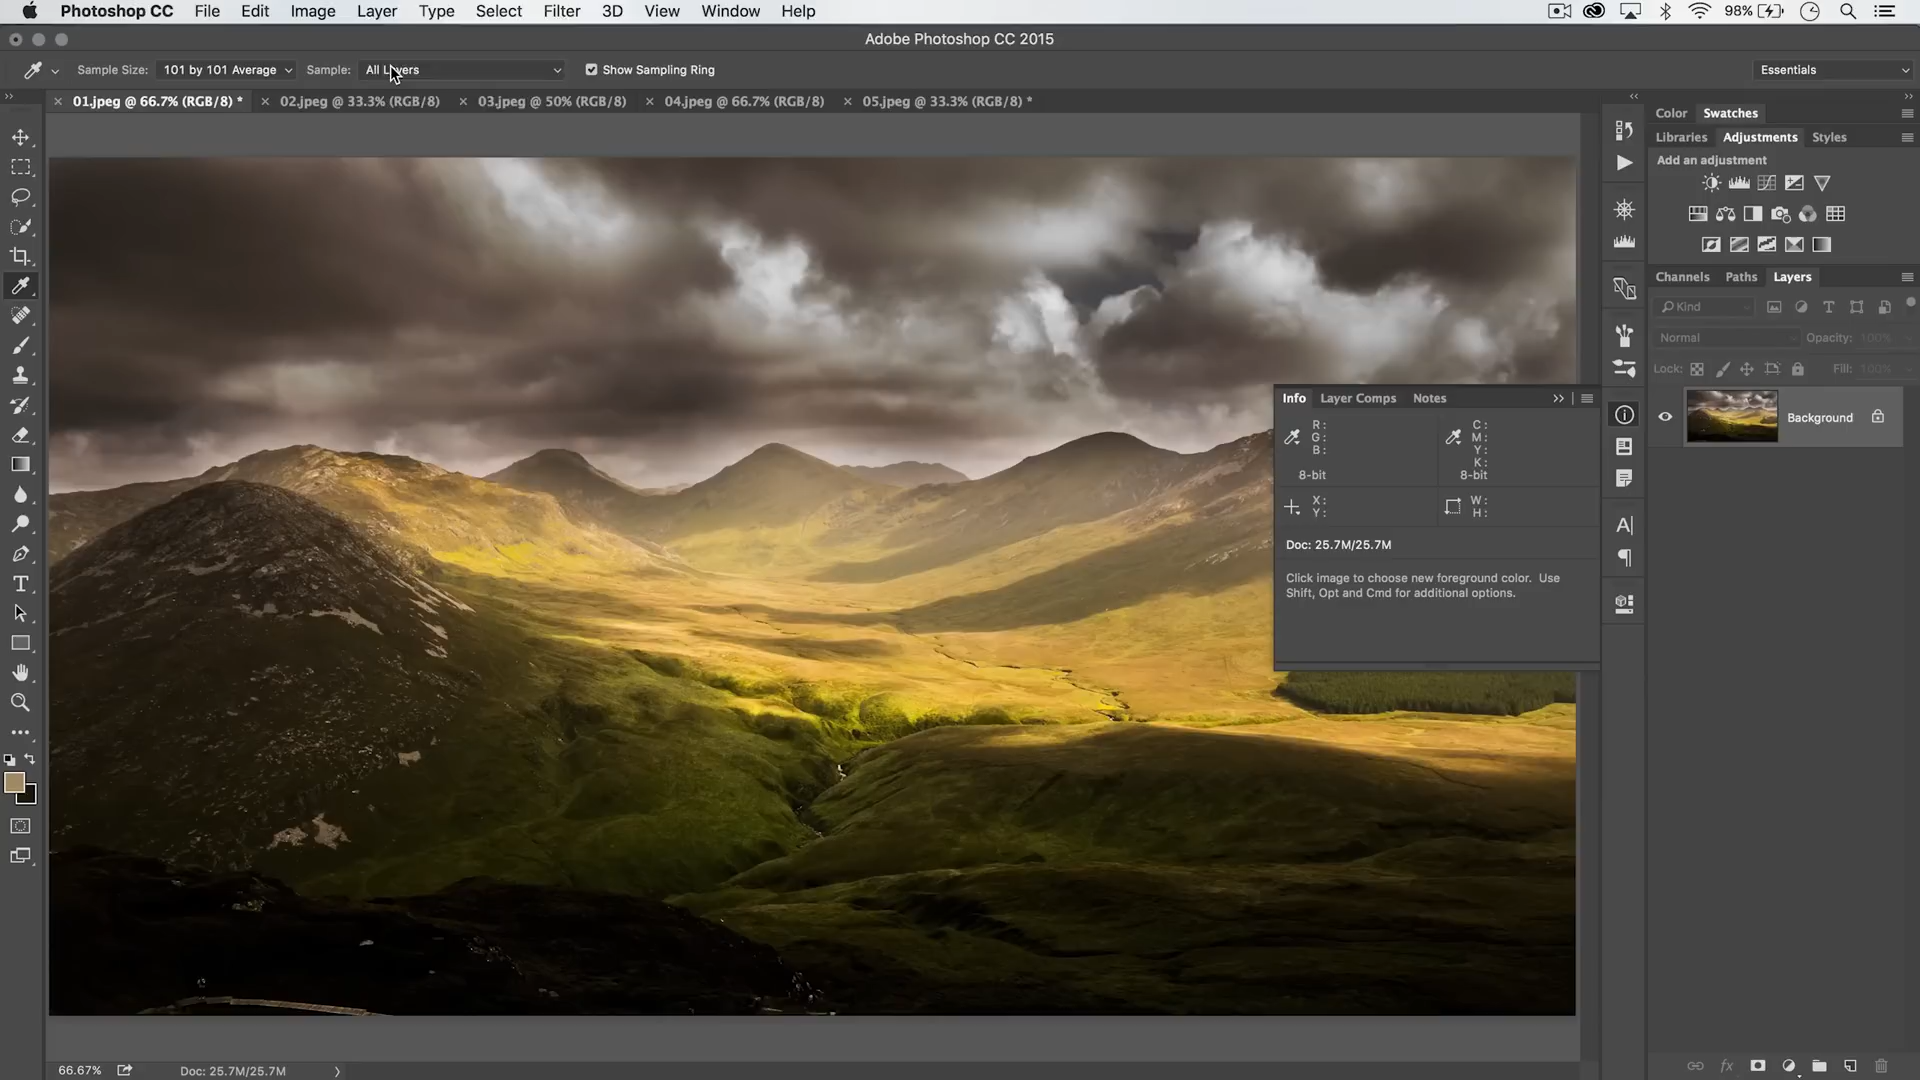 Photoshop CC File Edit Image Layer Type Select Filter 3D View Window Help 98%
Adobe Photoshop CC 2015
Sample Size: 101 by 101 Average Sample: All Layers Show Sampling Ring Essentials
01.jpeg @ 66.7% (RGB/8) * 02.jpeg @ 33.3% (RGB/8) 03.jpeg @ 50% (RGB/8) 04.jpeg @ 66.7% (RGB/8) 05.jpeg @ 33.3% (RGB/8) *
Color Swatches
Libraries Adjustments Styles
Add an adjustment
Channels Paths Layers
Kind
Normal Opacity: 100%
Lock: Fill: 100%
Background
Info Layer Comps Notes
R: C:
G: M:
B: Y:
K:
8-bit 8-bit
X: W:
Y: H:
Doc: 25.7M/25.7M
Click image to choose new foreground color. Use
Shift, Opt and Cmd for additional options.
66.67% Doc: 25.7M/25.7M